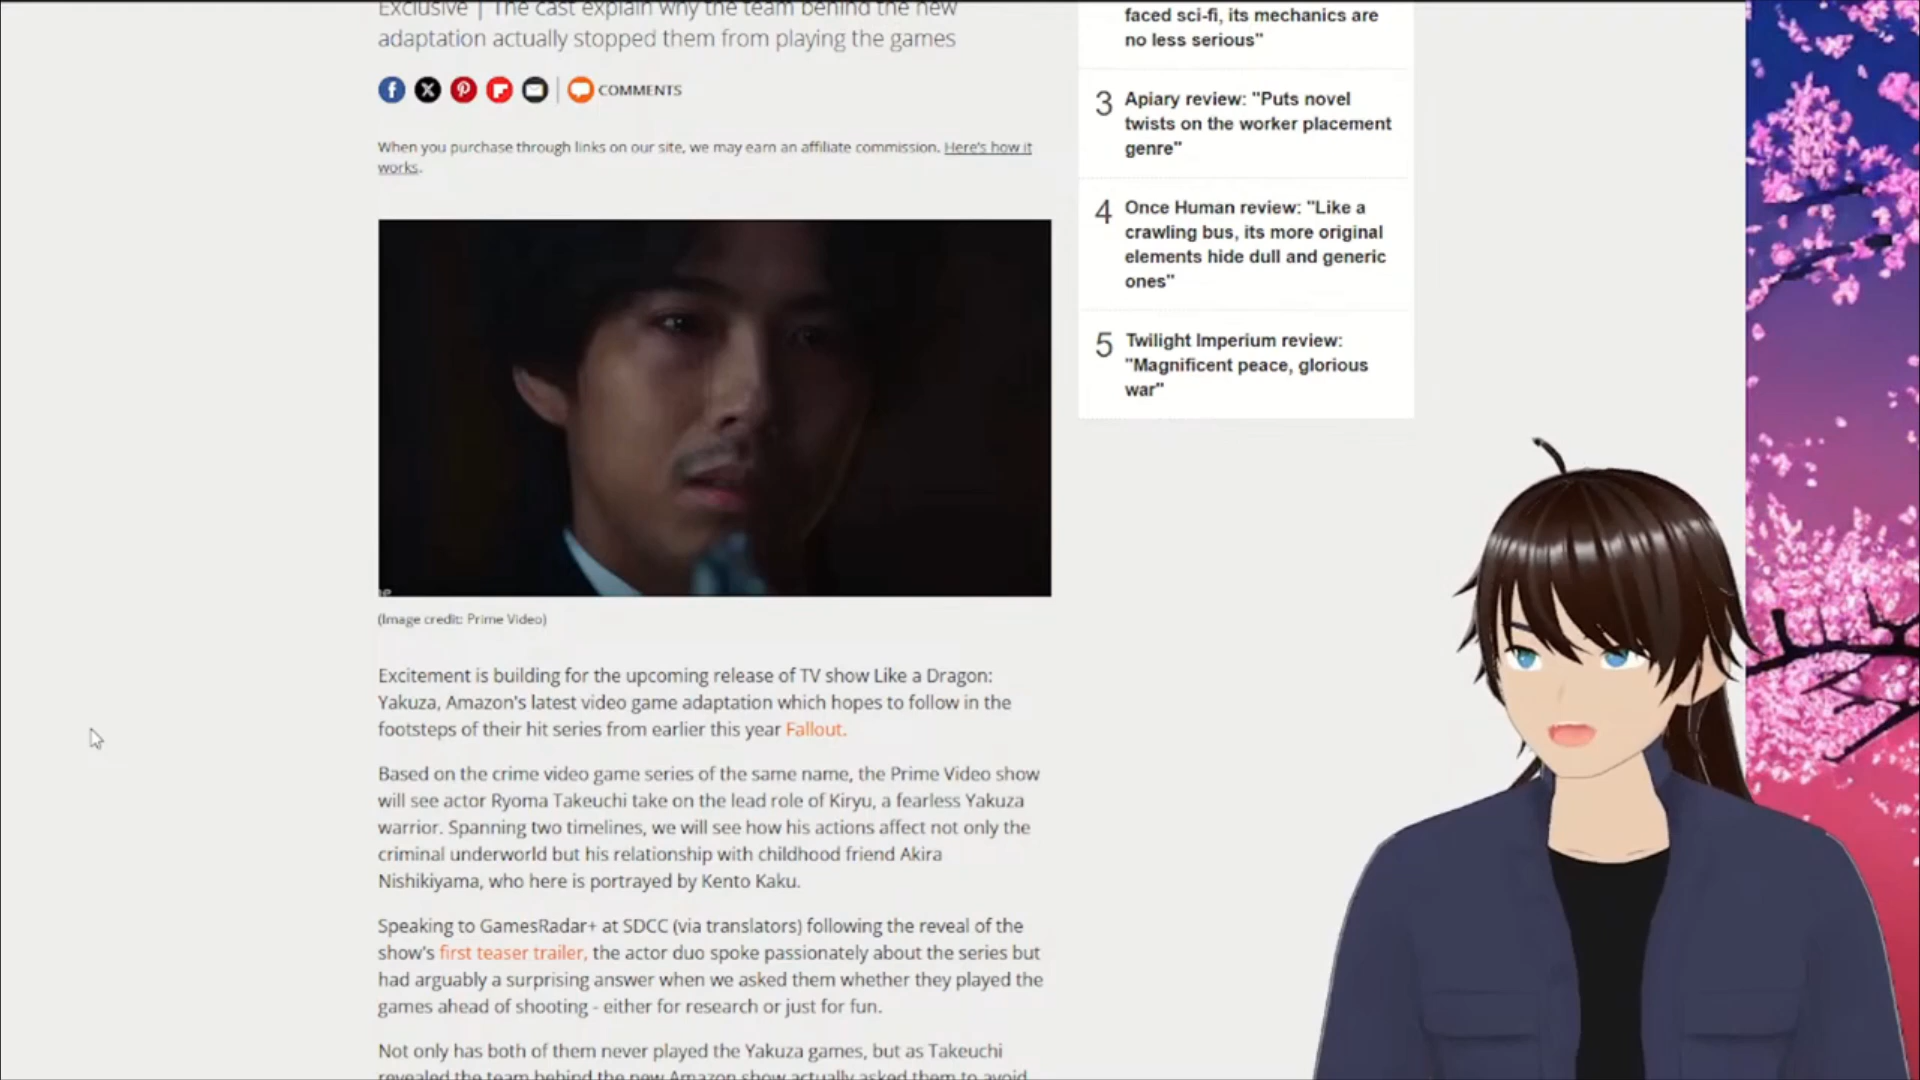 Exclusive | The cast explain why the team behind the new
adaptation actually stopped them from playing the games
COMMENTS
When you purchase through links on our site, we may earn an affiliate commission. Here's how it
works.
(Image credit: Prime Video)
Excitement is building for the upcoming release of TV show Like a Dragon:
Yakuza, Amazon's latest video game adaptation which hopes to follow in the
footsteps of their hit series from earlier this year Fallout.
Based on the crime video game series of the same name, the Prime Video show
will see actor Ryoma Takeuchi take on the lead role of Kiryu, a fearless Yakuza
warrior. Spanning two timelines, we will see how his actions affect not only the
criminal underworld but his relationship with childhood friend Akira
Nishikiyama, who here is portrayed by Kento Kaku.
Speaking to GamesRadar+ at SDCC (via translators) following the reveal of the
show's first teaser trailer, the actor duo spoke passionately about the series but
had arguably a surprising answer when we asked them whether they played the
games ahead of shooting - either for research or just for fun.
Not only has both of them never played the Yakuza games, but as Takeuchi
revealed the team behind the new Amazon show actually asked them to avoid
faced sci-fi, its mechanics are
no less serious"
3 Apiary review: "Puts novel
twists on the worker placement
genre"
4 Once Human review: "Like a
crawling bus, its more original
elements hide dull and generic
ones"
5 Twilight Imperium review:
"Magnificent peace, glorious
war"